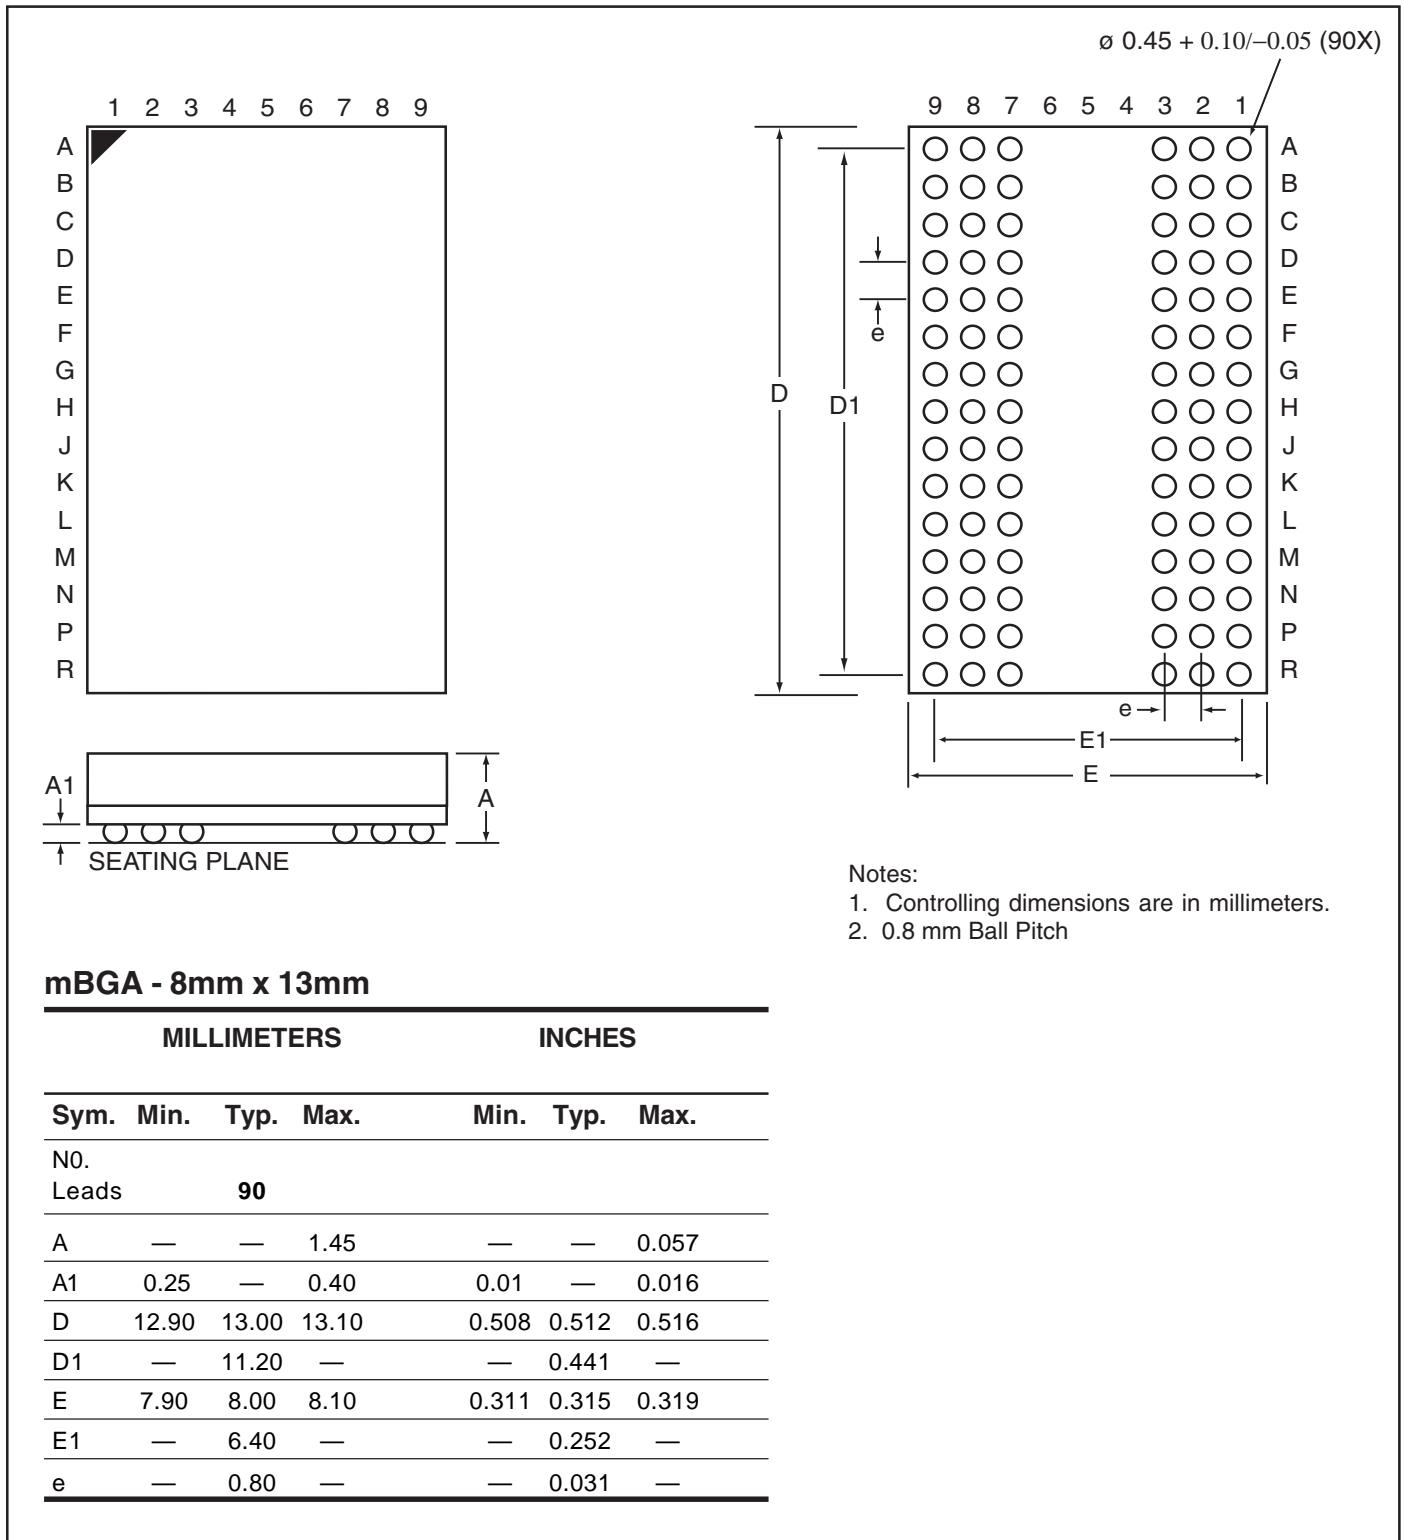 ø 0.45 + 0.10/–0.05 (90X)
1 2 3 4 5 6 7 8 9
A
B
C
D
E
F
G
H
J
K
L
M
N
P
R
9 8 7 6 5 4 3 2 1
A
B
C
D
E
F
G
H
J
K
L
M
N
P
R
e
D
D1
e
E1
E
A1
A
SEATING PLANE
Notes:
1. Controlling dimensions are in millimeters.
2. 0.8 mm Ball Pitch
mBGA - 8mm x 13mm
MILLIMETERS INCHES
Sym. Min. Typ. Max. Min. Typ. Max.
N0.
Leads 90
A — — 1.45 — — 0.057
A1 0.25 — 0.40 0.01 — 0.016
D 12.90 13.00 13.10 0.508 0.512 0.516
D1 — 11.20 — — 0.441 —
E 7.90 8.00 8.10 0.311 0.315 0.319
E1 — 6.40 — — 0.252 —
e — 0.80 — — 0.031 —